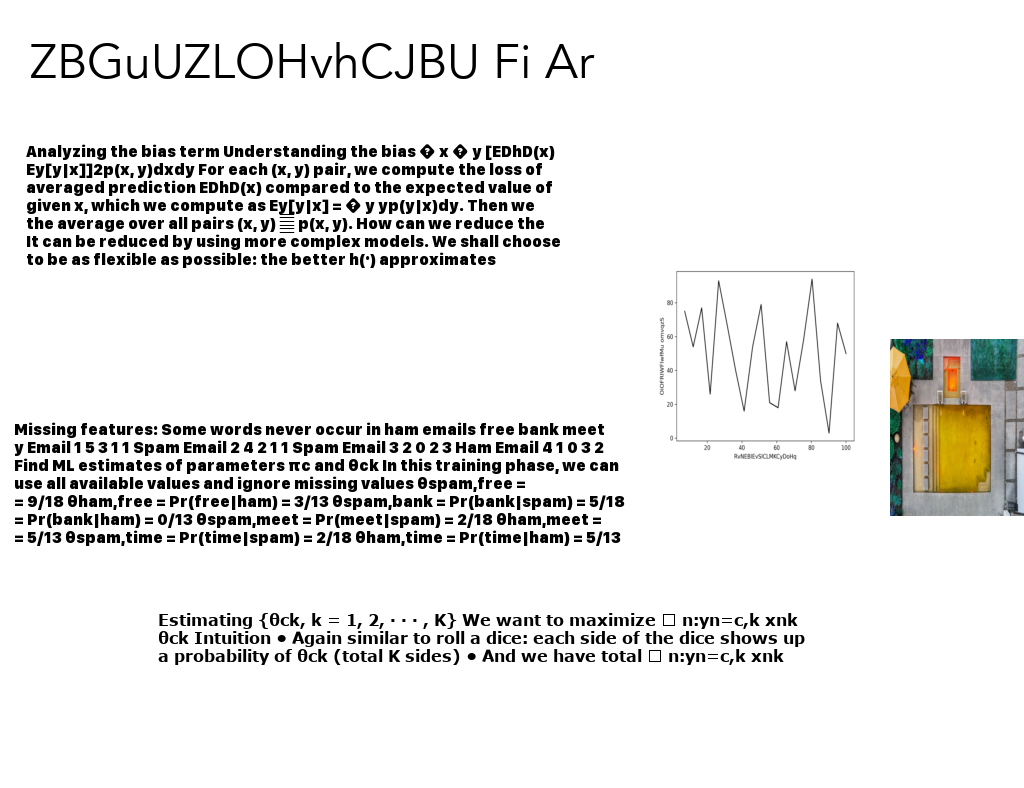 ZBGuUZLOHvhCJBU Fi Ar
Analyzing the bias term Understanding the bias � x � y [EDhD(x)
Ey[y|x]]2p(x, y)dxdy For each (x, y) pair, we compute the loss of
averaged prediction EDhD(x) compared to the expected value of
given x, which we compute as Ey[y|x] = � y yp(y|x)dy. Then we
the average over all pairs (x, y) p(x, y). How can we reduce the
It can be reduced by using more complex models. We shall choose
to be as flexible as possible: the better h(·) approximates
80
60
40
20
0
20 40 60 80 100
RvNEBIEvSICLMKCyDoHq
Missing features: Some words never occur in ham emails free bank meet
y Email 1 5 3 1 1 Spam Email 2 4 2 1 1 Spam Email 3 2 0 2 3 Ham Email 4 1 0 3 2
Find ML estimates of parameters πc and θck In this training phase, we can
use all available values and ignore missing values θspam,free =
= 9/18 θham,free = Pr(free|ham) = 3/13 θspam,bank = Pr(bank|spam) = 5/18
= Pr(bank|ham) = 0/13 θspam,meet = Pr(meet|spam) = 2/18 θham,meet =
= 5/13 θspam,time = Pr(time|spam) = 2/18 θham,time = Pr(time|ham) = 5/13
Estimating {θck, k = 1, 2, · · · , K} We want to maximize □ n:yn=c,k xnk
θck Intuition ● Again similar to roll a dice: each side of the dice shows up
a probability of θck (total K sides) ● And we have total □ n:yn=c,k xnk